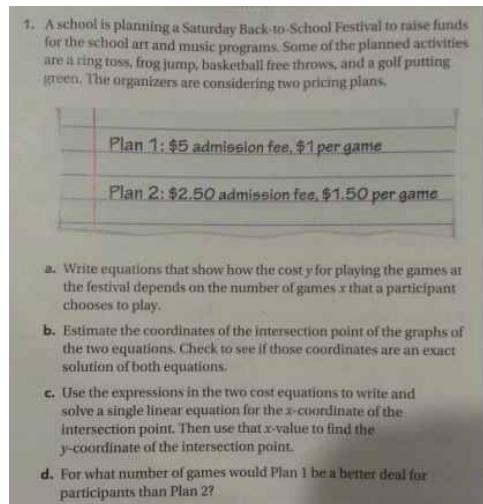 1. A school is planning a Saturday Back-to-School Festival to raise funds
for the school art and music programs. Some of the planned activities
are a ring toss, frog jump, basketball free throws, and a golf putting
green. The organizers are considering two pricing plans.
Plan 1: $5 admission fee, $1 per game
Plan 2: $2.50 admission fee, $1.50 per game
a. Write equations that show how the cost y for playing the games at
the festival depends on the number of games x that a participant
chooses to play.
b. Estimate the coordinates of the intersection point of the graphs of
the two equations. Check to see if those coordinates are an exact
solution of both equations.
c. Use the expressions in the two cost equations to write and
solve a single linear equation for the x-coordinate of the
intersection point. Then use that x-value to find the
y-coordinate of the intersection point.
d. For what number of games would Plan 1 be a better deal for
participants than Plan 2?